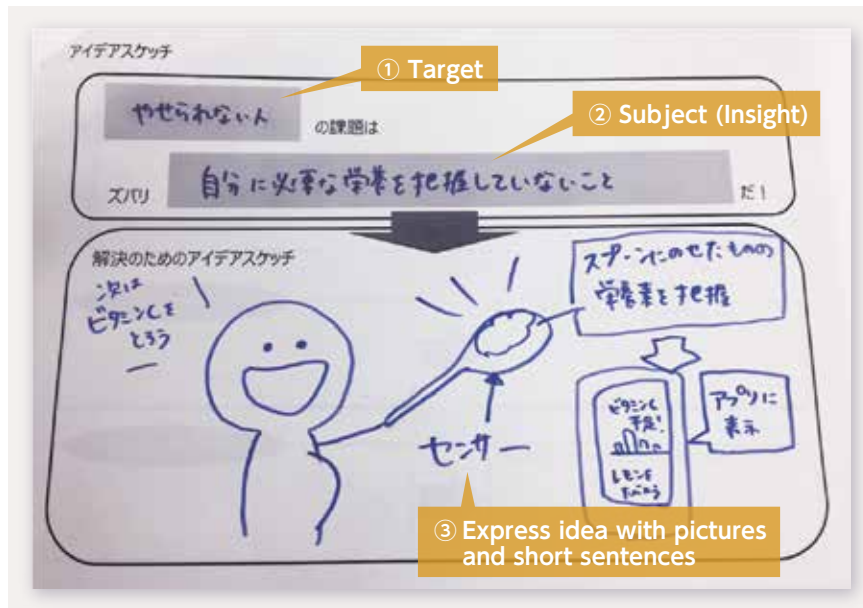 アイデアスケッチ
① Target
やせられない人
の課題は
② Subject (Insight)
ズバリ
自分に必要な栄養を把握していないこと
だ！
解決のためのアイデアスケッチ
次は
ビタミンCを
とろう
スプーンにのせたものの
栄養素を把握
センサー
ビタミンC
不足!
レモンを
たべよう
アプリに
表示
③ Express idea with pictures
and short sentences